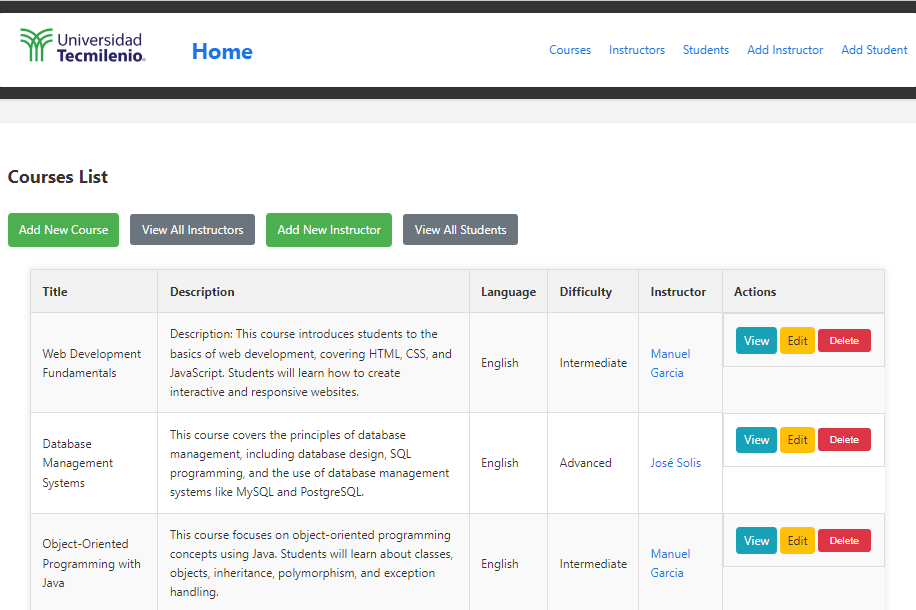 Universidad
Tecmilenio
Home
Courses Instructors Students Add Instructor Add Student
Courses List
Add New Course View All Instructors Add New Instructor View All Students
Title Description Language Difficulty Instructor Actions
Web Development
Fundamentals
Description: This course introduces students to the
basics of web development, covering HTML, CSS, and
JavaScript. Students will learn how to create
interactive and responsive websites.
English
Intermediate
Manuel
Garcia
View Edit Delete
Database
Management
Systems
This course covers the principles of database
management, including database design, SQL
programming, and the use of database management
systems like MySQL and PostgreSQL.
English
Advanced
José Solis
View Edit Delete
Object-Oriented
Programming with
Java
This course focuses on object-oriented programming
concepts using Java. Students will learn about classes,
objects, inheritance, polymorphism, and exception
handling.
English
Intermediate
Manuel
Garcia
View Edit Delete